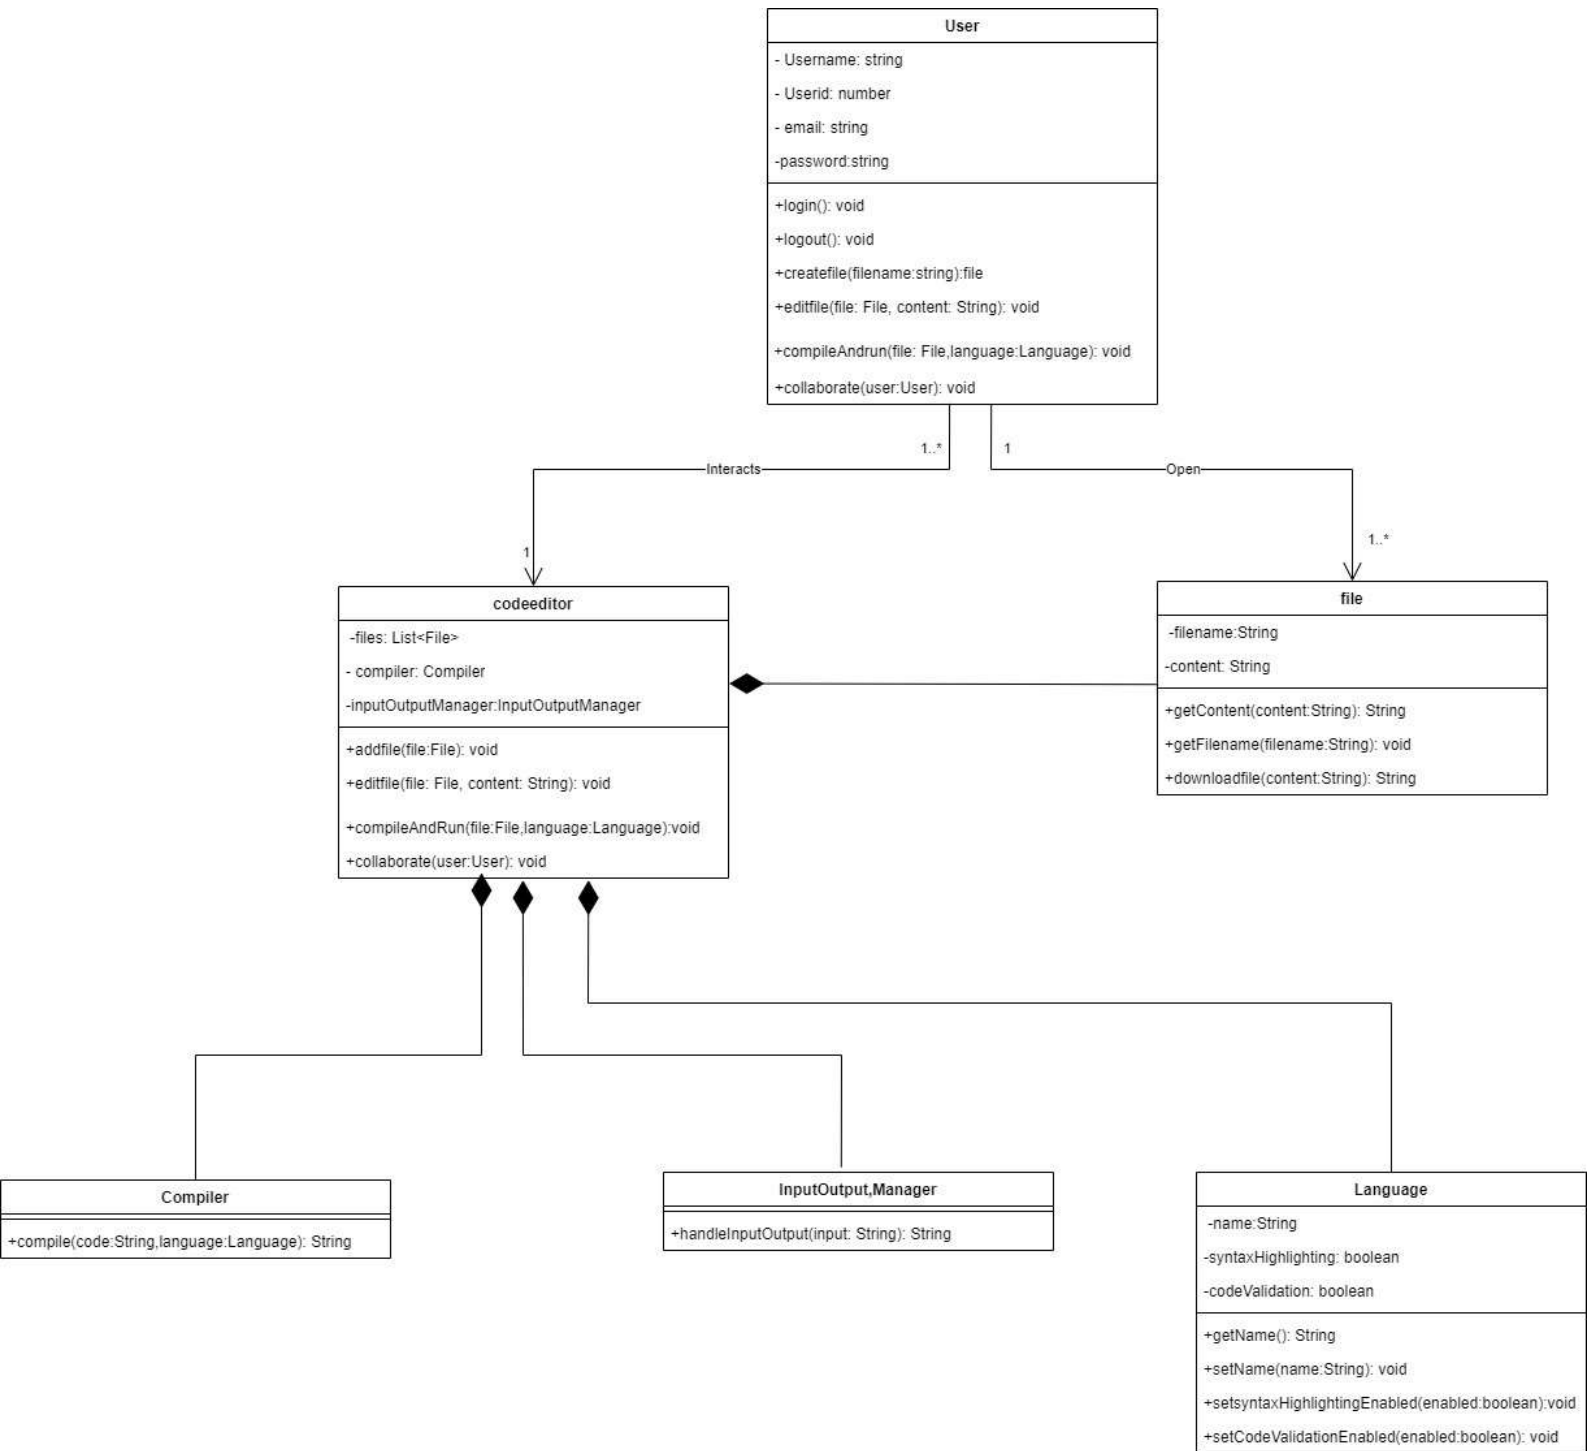 User
- Username: string
- Userid: number
- email: string
-password:string
+login(): void
+logout(): void
+createfile(filename:string):file
+editfile(file: File, content: String): void
+compileAndrun(file: File,language:Language): void
+collaborate(user:User): void
1..*
1
Interacts
Open
1
1..*
codeeditor
-files: List<File>
- compiler: Compiler
-inputOutputManager:InputOutputManager
+addfile(file:File): void
+editfile(file: File, content: String): void
+compileAndRun(file:File,language:Language):void
+collaborate(user:User): void
file
-filename:String
-content: String
+getContent(content:String): String
+getFilename(filename:String): void
+downloadfile(content:String): String
Compiler
+compile(code:String,language:Language): String
InputOutput,Manager
+handleInputOutput(input: String): String
Language
-name:String
-syntaxHighlighting: boolean
-codeValidation: boolean
+getName(): String
+setName(name:String): void
+setsyntaxHighlightingEnabled(enabled:boolean):void
+setCodeValidationEnabled(enabled:boolean): void